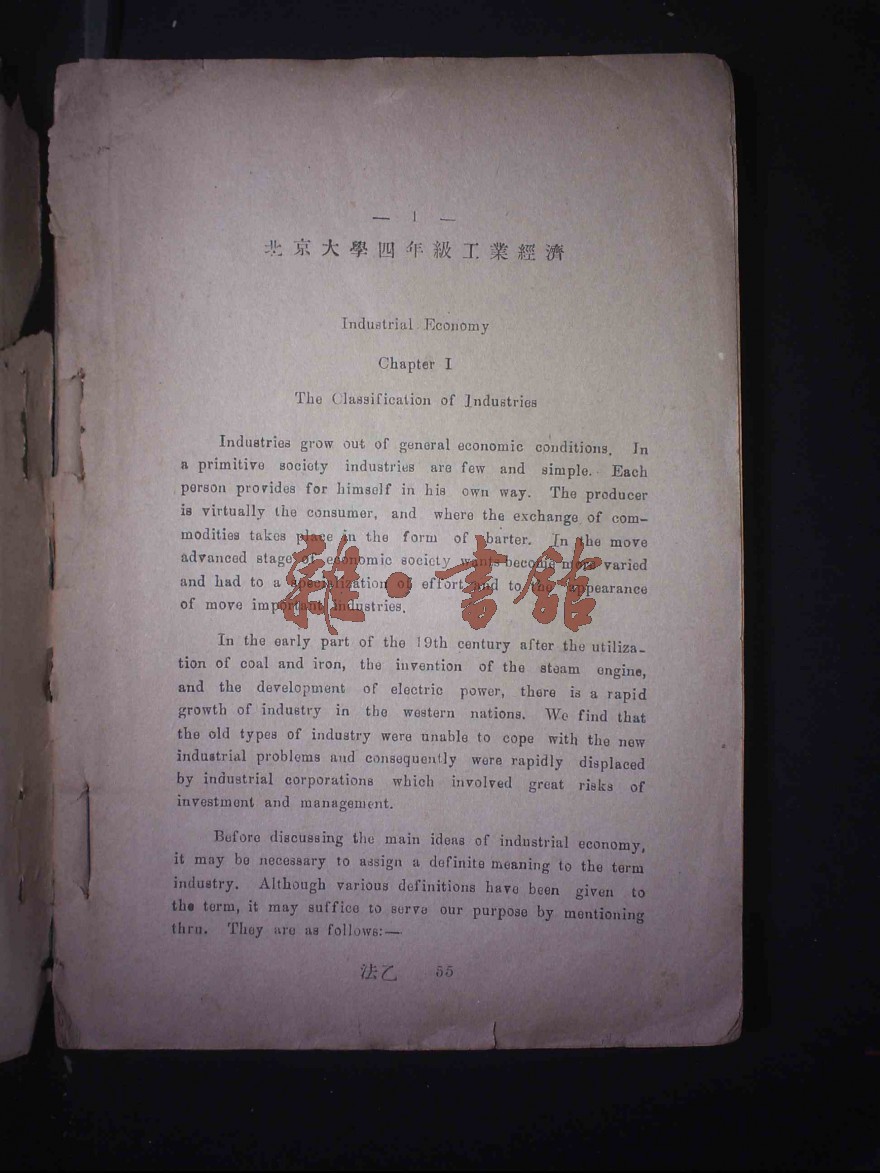 — 1 —
北京大學四年級工業經濟
Industrial Economy
Chapter I
The Classification of Industries
Industries grow out of general economic conditions. In
a primitive society industries are few and simple. Each
person provides for himself in his own way. The producer
is virtually the consumer, and where the exchange of com-
modities takes place in the form of barter. In the move
advanced stage of economic society wants become more varied
and had to a specialization of effort and to the appearance
of move important industries.
In the early part of the 19th century after the utiliza-
tion of coal and iron, the invention of the steam engine,
and the development of electric power, there is a rapid
growth of industry in the western nations. We find that
the old types of industry were unable to cope with the new
industrial problems and consequently were rapidly displaced
by industrial corporations which involved great risks of
investment and management.
Before discussing the main ideas of industrial economy,
it may be necessary to assign a definite meaning to the term
industry. Although various definitions have been given to
the term, it may suffice to serve our purpose by mentioning
thru. They are as follows:—
法乙 55
雜·書館